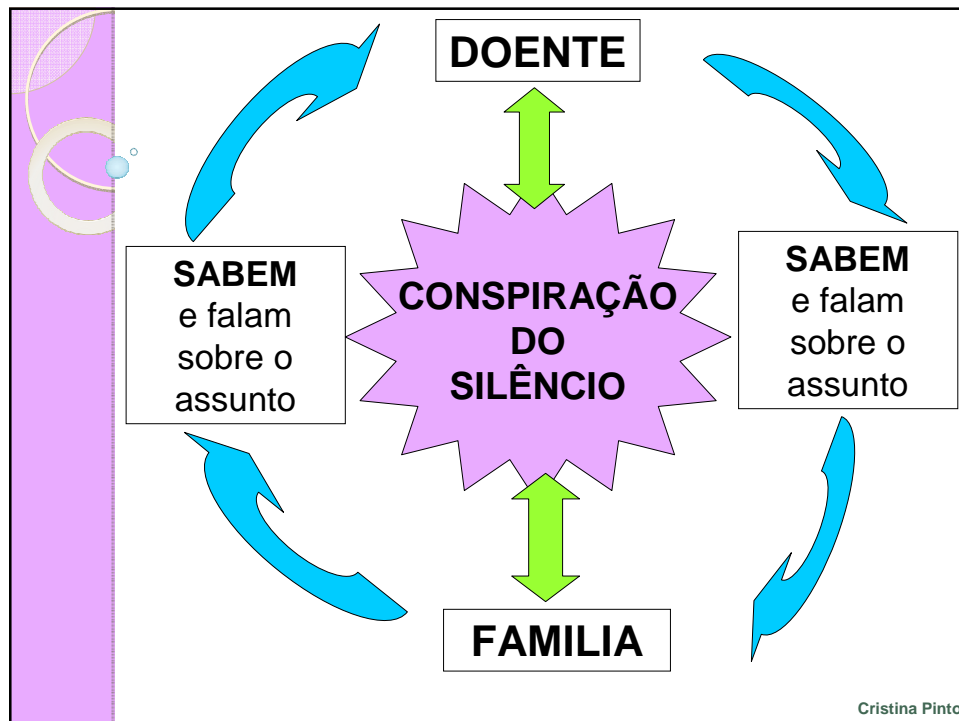 DOENTE
SABEM
e falam
sobre o
assunto
CONSPIRAÇÃO
DO
SILÊNCIO
SABEM
e falam
sobre o
assunto
FAMILIA
Cristina Pinto